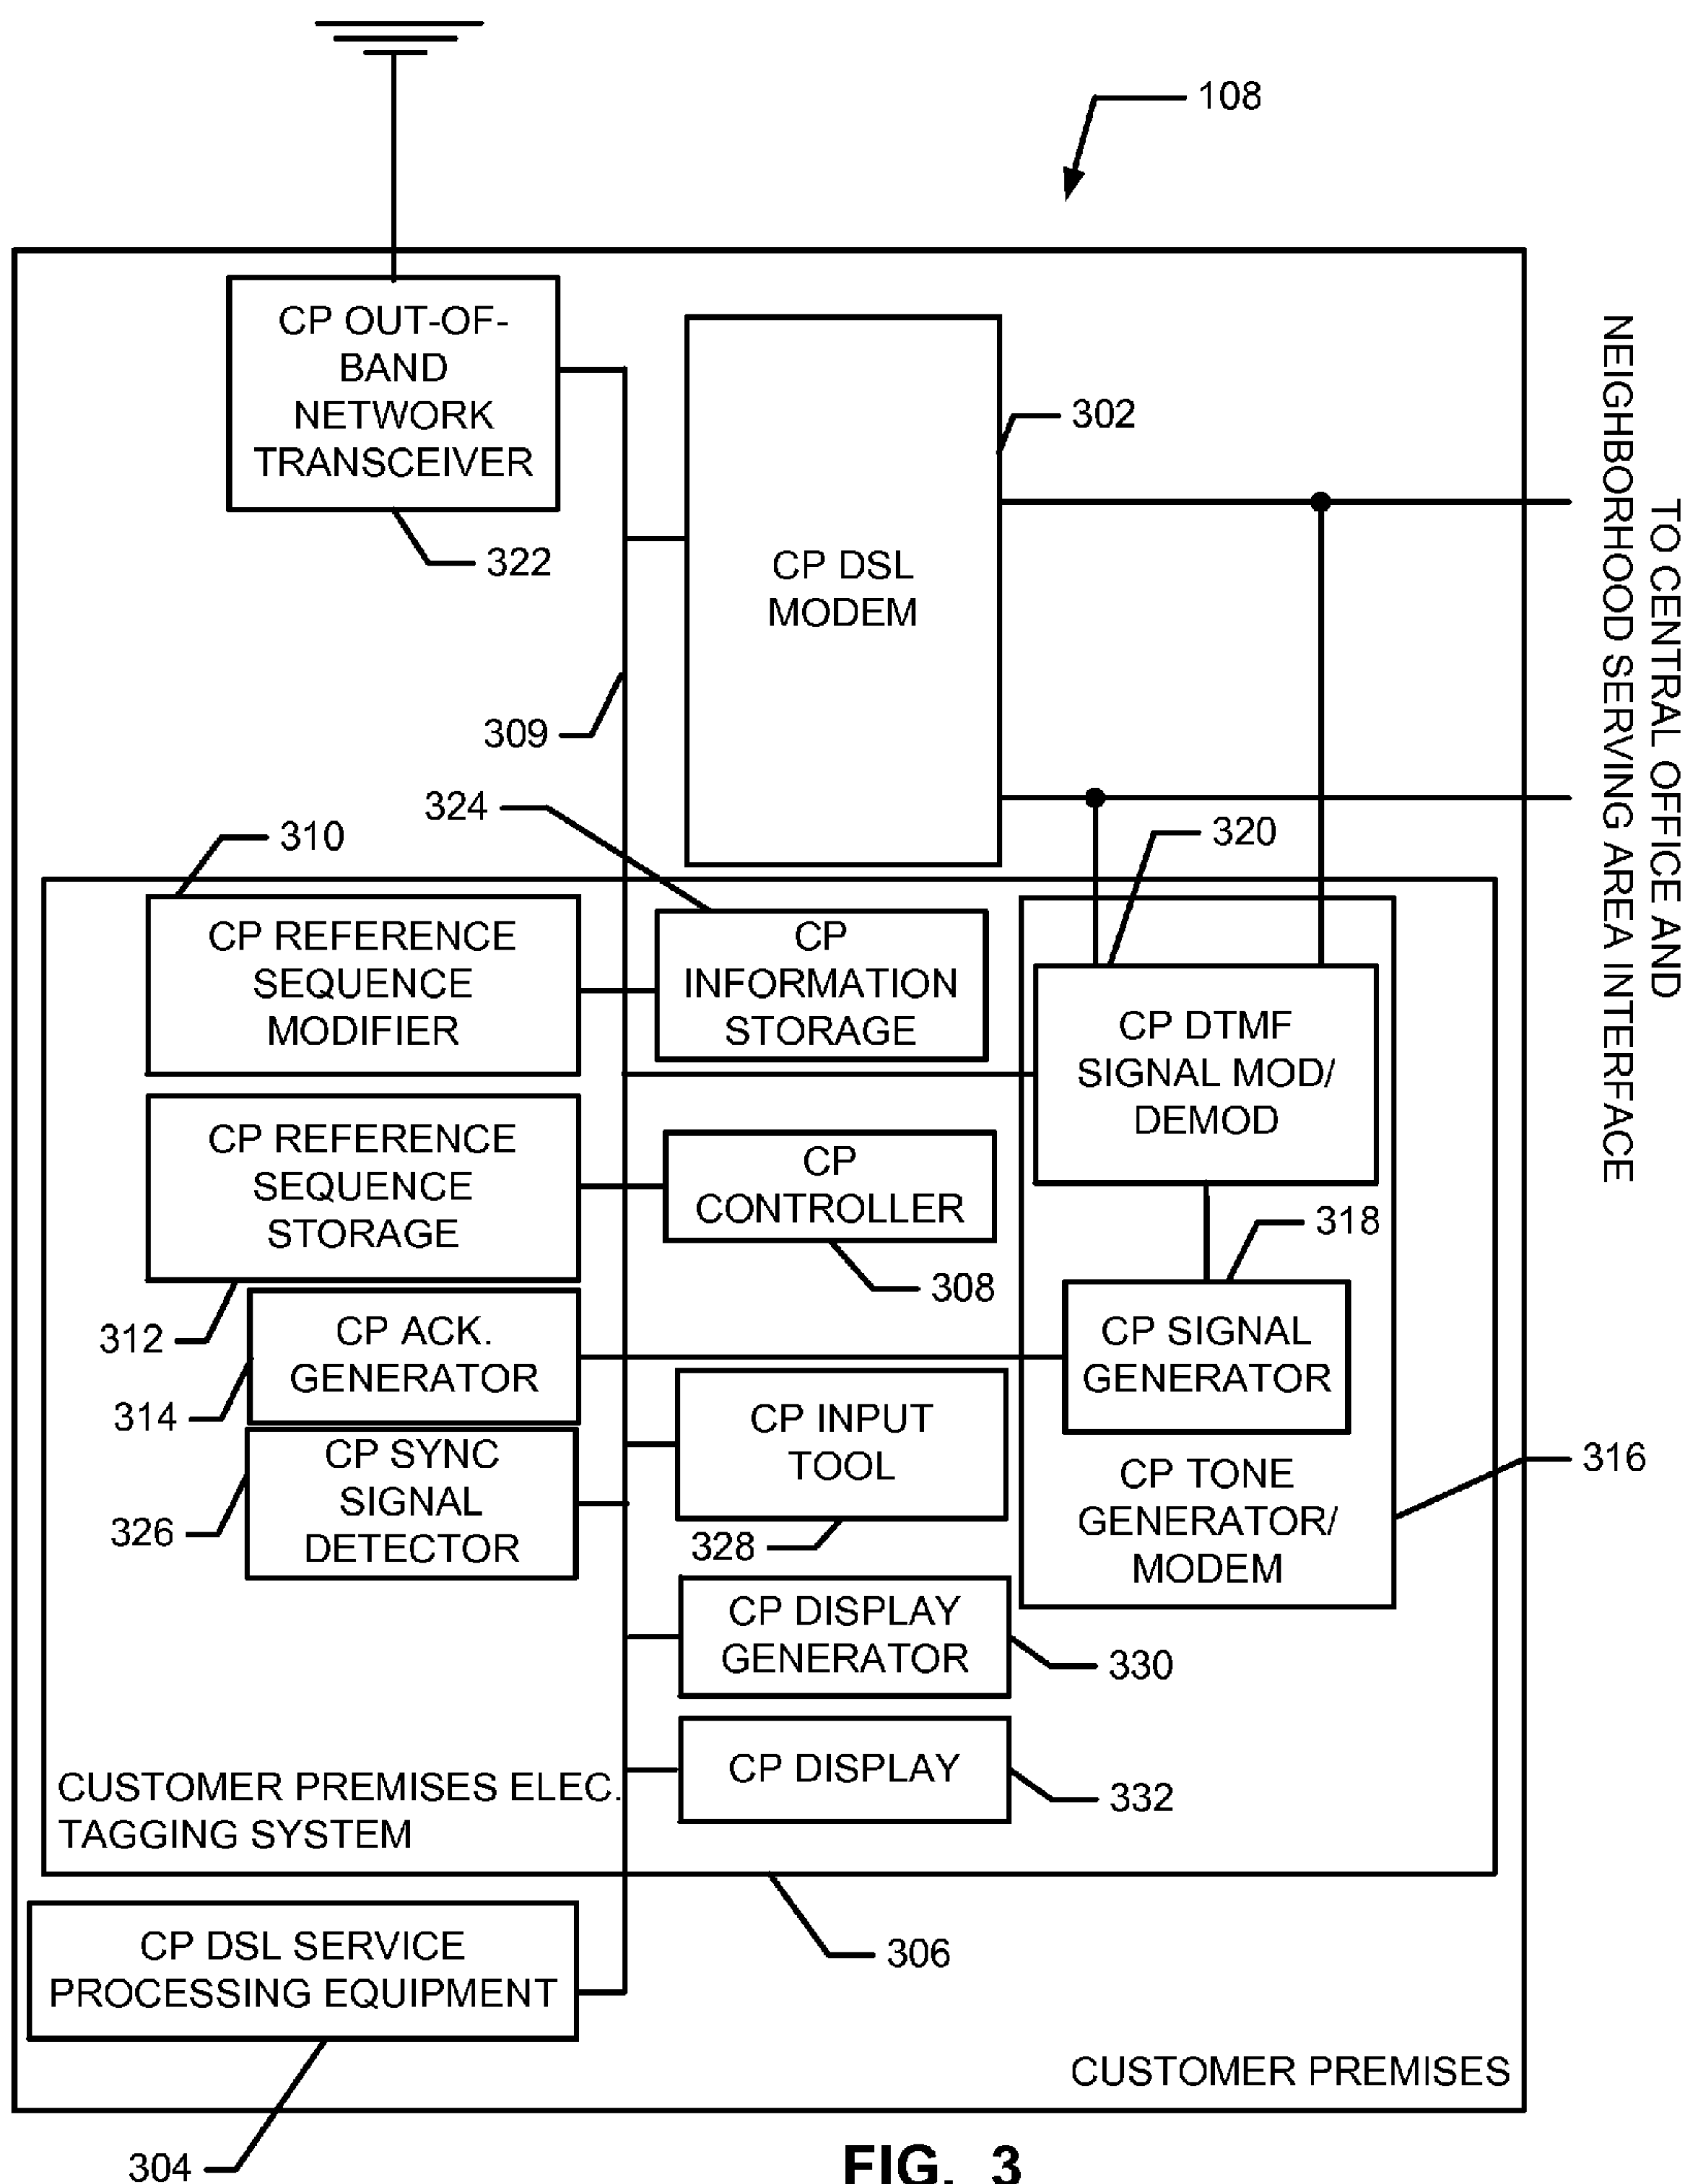 108
CP OUT-OF-
BAND
NETWORK
TRANSCEIVER
322
CP DSL
MODEM
302
TO CENTRAL OFFICE AND
NEIGHBORHOOD SERVING AREA INTERFACE
309
324
310
320
CP REFERENCE
SEQUENCE
MODIFIER
CP
INFORMATION
STORAGE
CP DTMF
SIGNAL MOD/
DEMOD
CP REFERENCE
SEQUENCE
STORAGE
312
CP
CONTROLLER
308
318
CP SIGNAL
GENERATOR
CP ACK.
GENERATOR
314
CP INPUT
TOOL
328
CP SYNC
SIGNAL
DETECTOR
326
CP TONE
GENERATOR/
MODEM
316
CP DISPLAY
GENERATOR
330
CP DISPLAY
332
CUSTOMER PREMISES ELEC.
TAGGING SYSTEM
306
CP DSL SERVICE
PROCESSING EQUIPMENT
304
CUSTOMER PREMISES
FIG. 3